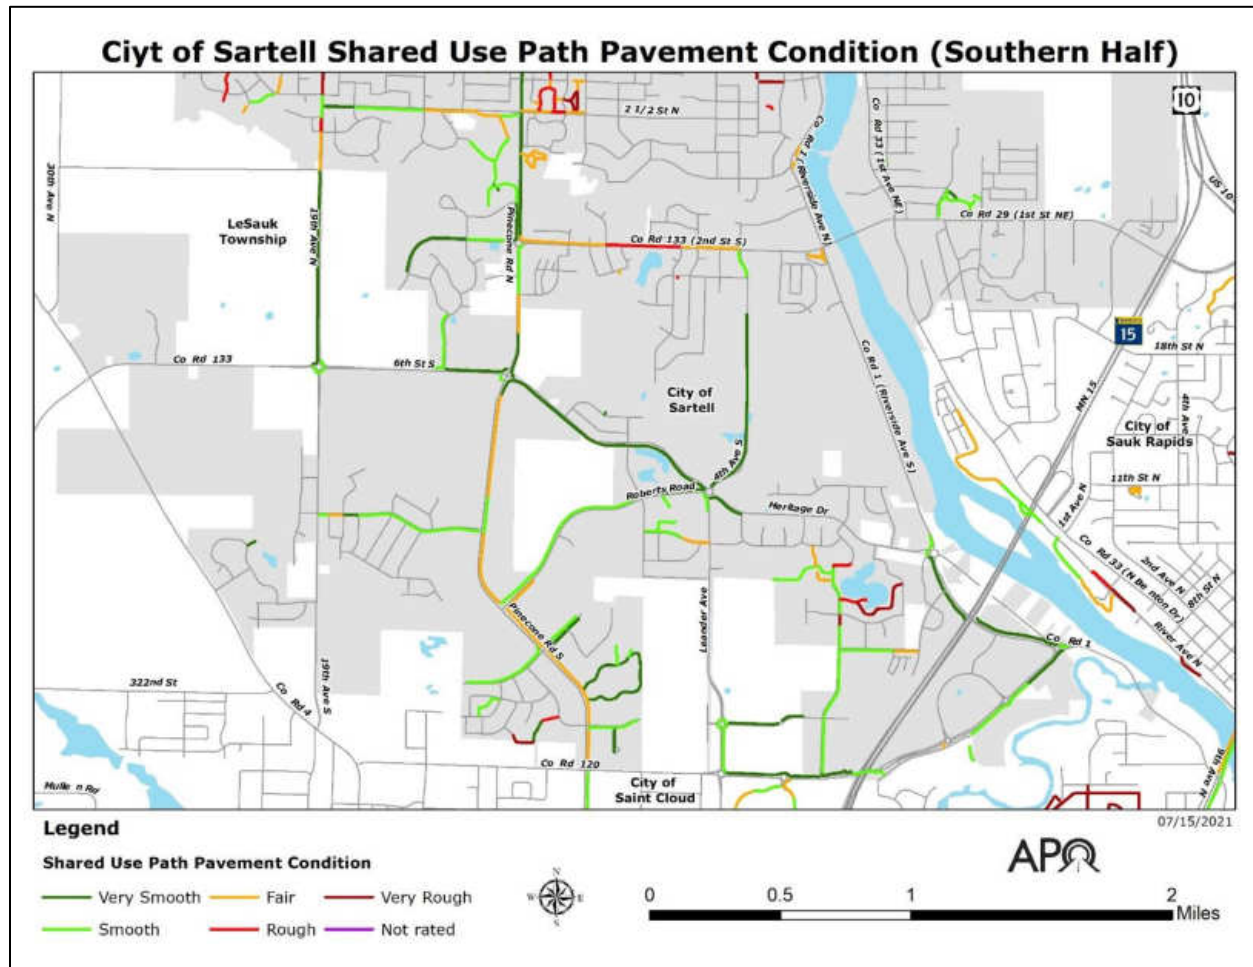 Ciyt of Sartell Shared Use Path Pavement Condition (Southern Half)
2 1/2 St N
10
US 10
30th Ave N
Co Rd 1 (Riverside Ave N)
Co Rd 33 (1st Ave NE)
LeSauk
Township
19th Ave N
Pinecone Rd N
Co Rd 133 (2nd St S)
Co Rd 29 (1st St NE)
15
18th St N
Co Rd 133
6th St S
City of
Sartell
Co Rd 1 (Riverside Ave S)
MN 15
4th Ave
City of
Sauk Rapids
4th Ave S
Roberts Road
11th St N
Heritage Dr
1st Ave N
Co Rd 33 (N Benton Dr)
2nd Ave N
8th St N
Leander Ave
Pinecone Rd S
Co Rd 1
River Ave N
322nd St
Co Rd 4
19th Ave S
Co Rd 120
City of
Saint Cloud
9th Ave N
Mullen Rd
07/15/2021
Legend
Shared Use Path Pavement Condition
Very Smooth Fair Very Rough
Smooth Rough Not rated
N
W E
S
APO
0 0.5 1 2
Miles